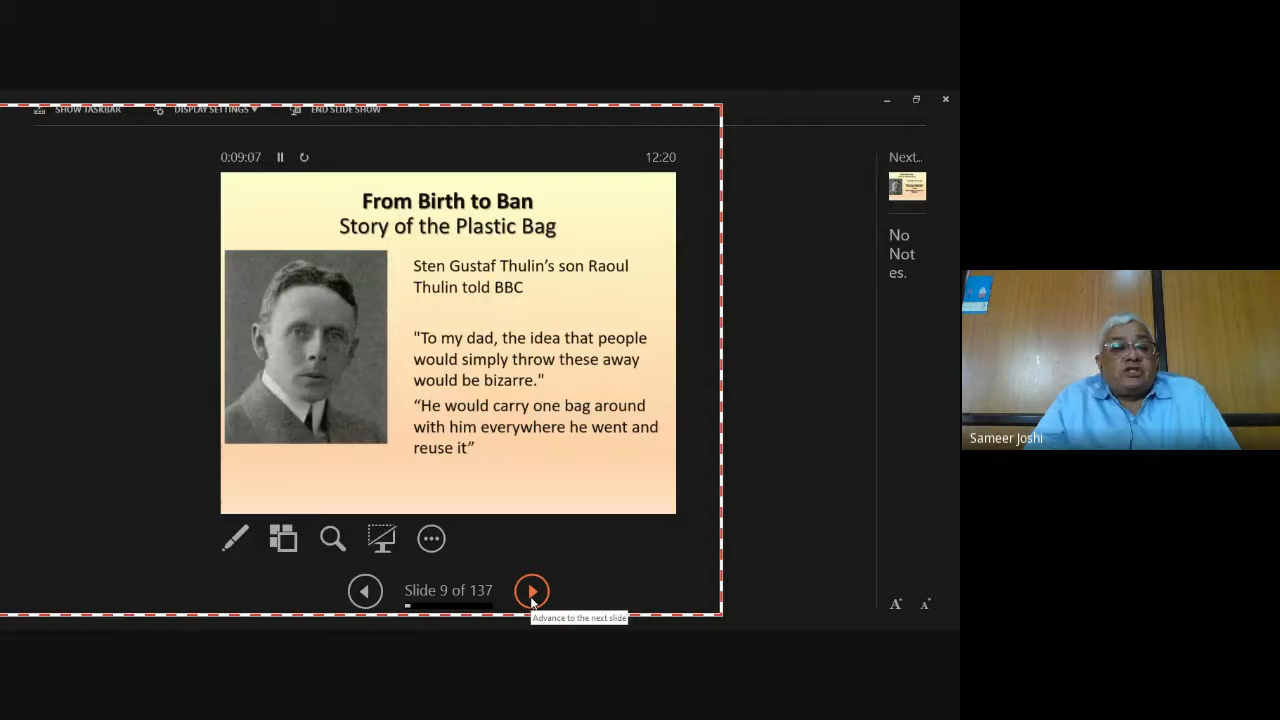 SHOW TASKBAR DISPLAY SETTINGS END SLIDE SHOW
0:09:07 12:20
Next...
From Birth to Ban
Story of the Plastic Bag
Sten Gustaf Thulin’s son Raoul
Thulin told BBC
"To my dad, the idea that people
would simply throw these away
would be bizarre."
“He would carry one bag around
with him everywhere he went and
reuse it”
No
Not
es.
Slide 9 of 137
Advance to the next slide
A A
Sameer Joshi